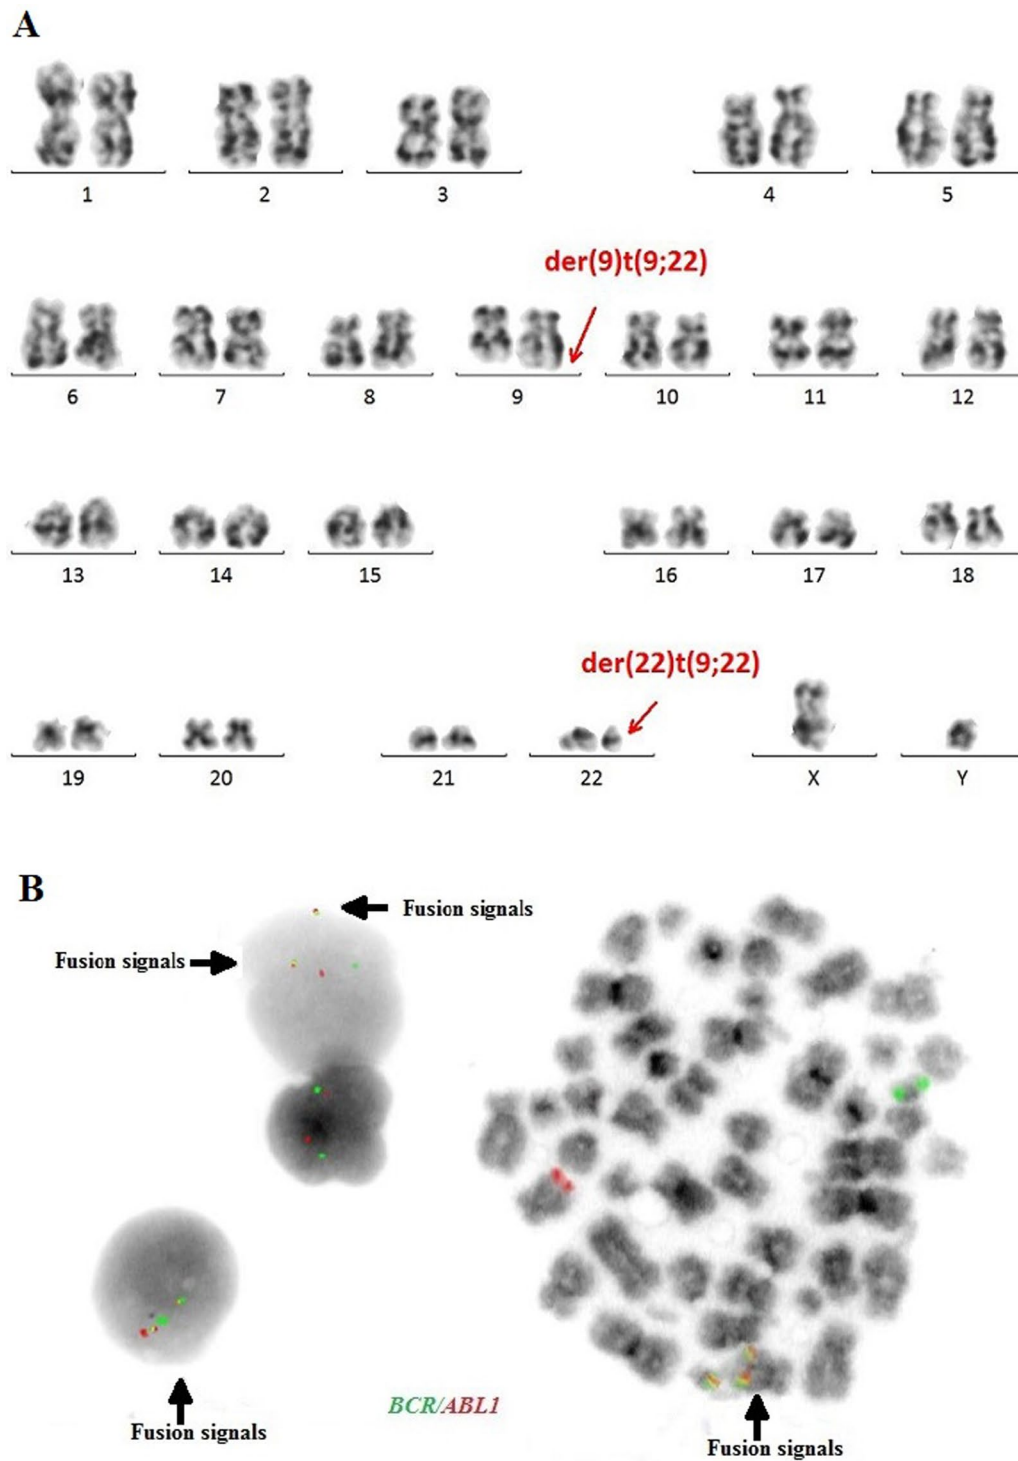 A
1 2 3 4 5
der(9)t(9;22)
6 7 8 9 10 11 12
13 14 15 16 17 18
der(22)t(9;22)
19 20 21 22 X Y
B
Fusion signals
Fusion signals
BCR/ABL1
Fusion signals
Fusion signals